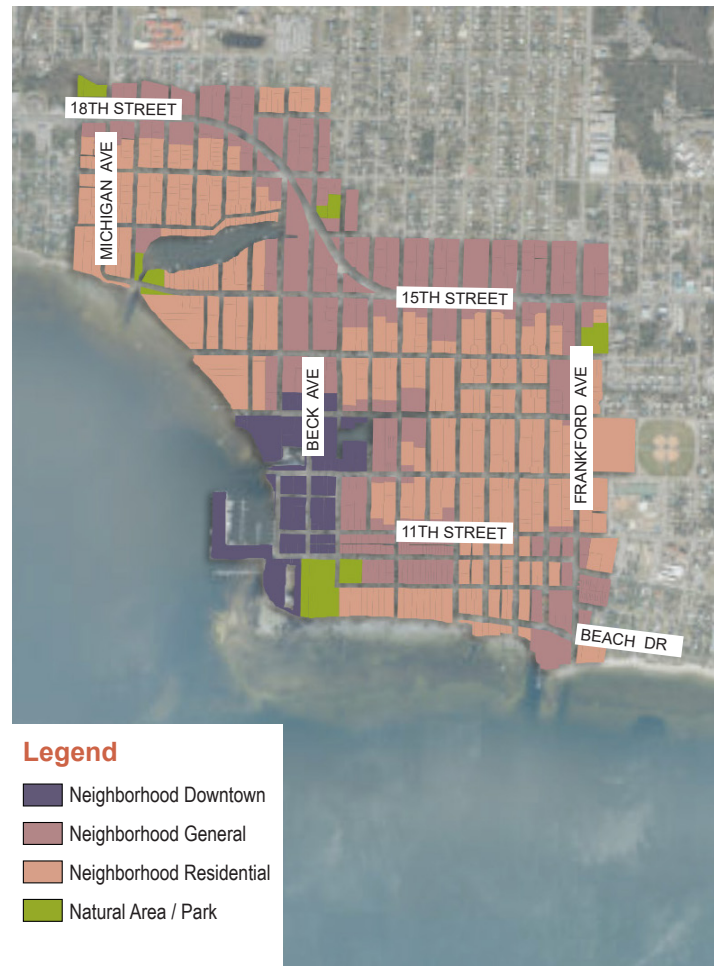 18TH STREET
MICHIGAN AVE
15TH STREET
BECK AVE
FRANKFORD AVE
11TH STREET
BEACH DR
Legend
Neighborhood Downtown
Neighborhood General
Neighborhood Residential
Natural Area / Park